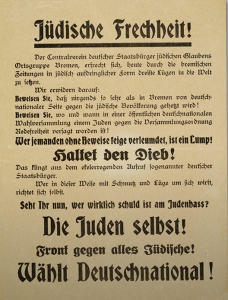 Jüdische Frechheit!
Der Centralverein deutscher Staatsbürger jüdischen Glaubens
Ortsgruppe Bremen, erfrecht sich, heute durch die bremischen
Zeitungen in jüdisch aufdringlicher Form dreiste Lügen in die Welt
zu setzen.
Wir erwidern darauf:
Beweisen Sie, daß nirgends so sehr als in Bremen von deutsch-
nationaler Seite gegen die jüdische Bevölkerung gehetzt wird!
Beweisen Sie, wo und wann in einer öffentlichen deutschnationalen
Wahlversammlung einem Juden gegen die Versammlungsordnung
Redefreiheit versagt worden ist!
Wer jemanden ohne Beweise feige verleumdet, ist ein Lump!
Haltet den Dieb!
Das klingt aus dem ekelerregenden Aufruf sogenannter deutscher
Staatsbürger.
Wer in dieser Weise mit Schmutz und Lüge um sich wirft,
richtet sich selbst.
Seht Ihr nun, wer wirklich schuld ist am Judenhass?
Die Juden selbst!
Front gegen alles Jüdische!
Wählt Deutschnational!